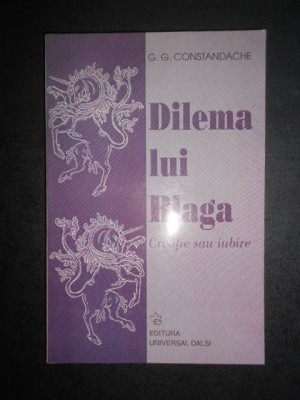 G. G. CONSTANDACHE
Dilema
lui
Blaga
Creație sau iubire
EDITURA
UNIVERSAL DALSI